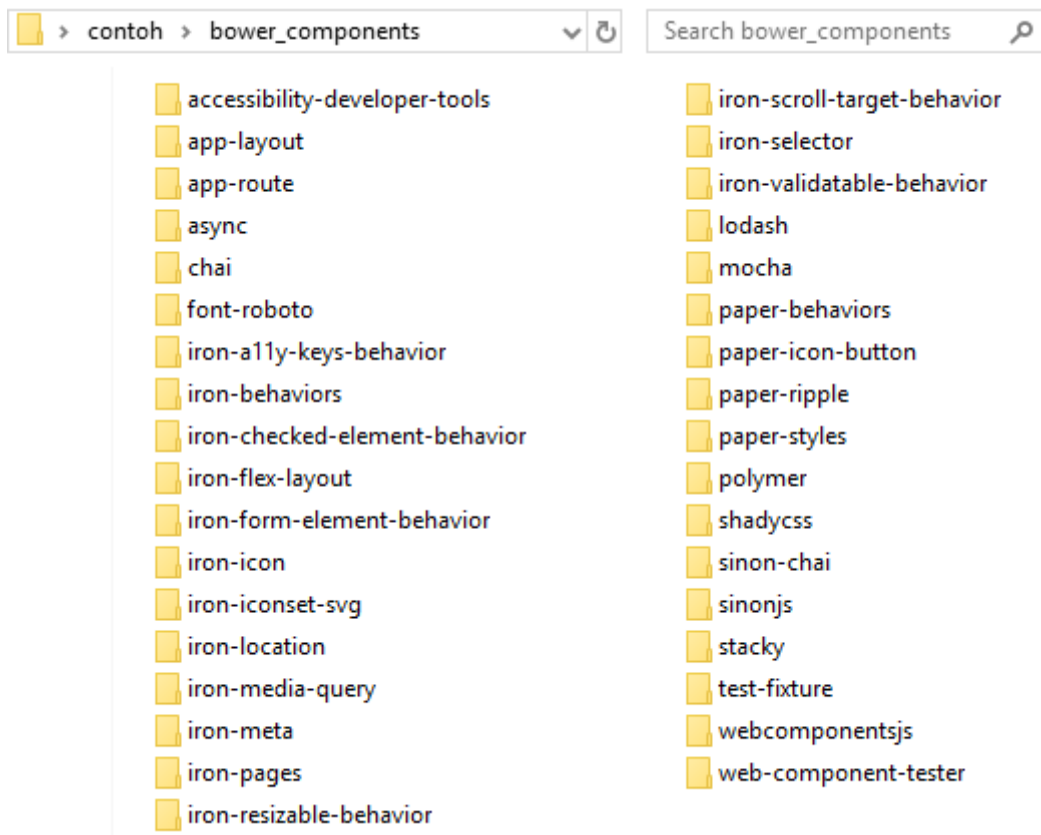 contoh > bower_components
Search bower_components
accessibility-developer-tools
app-layout
app-route
async
chai
font-roboto
iron-a11y-keys-behavior
iron-behaviors
iron-checked-element-behavior
iron-flex-layout
iron-form-element-behavior
iron-icon
iron-iconset-svg
iron-location
iron-media-query
iron-meta
iron-pages
iron-resizable-behavior
iron-scroll-target-behavior
iron-selector
iron-validatable-behavior
lodash
mocha
paper-behaviors
paper-icon-button
paper-ripple
paper-styles
polymer
shadycss
sinon-chai
sinonjs
stacky
test-fixture
webcomponentsjs
web-component-tester